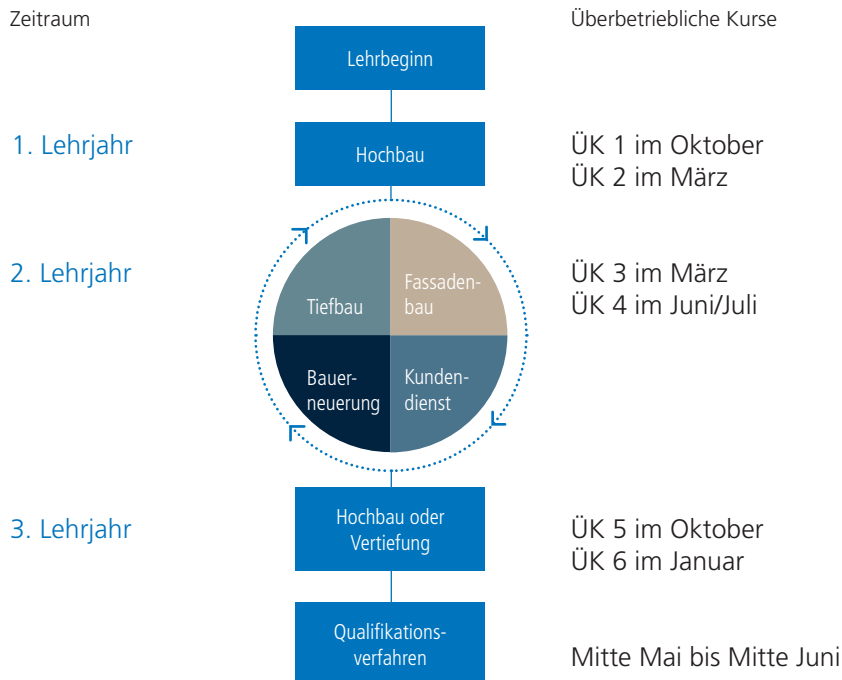 Zeitraum
Überbetriebliche Kurse
Lehrbeginn
1. Lehrjahr
Hochbau
ÜK 1 im Oktober
ÜK 2 im März
2. Lehrjahr
Tiefbau
Fassaden-
bau
Bauer-
neuerung
Kunden-
dienst
ÜK 3 im März
ÜK 4 im Juni/Juli
3. Lehrjahr
Hochbau oder
Vertiefung
ÜK 5 im Oktober
ÜK 6 im Januar
Qualifikations-
verfahren
Mitte Mai bis Mitte Juni